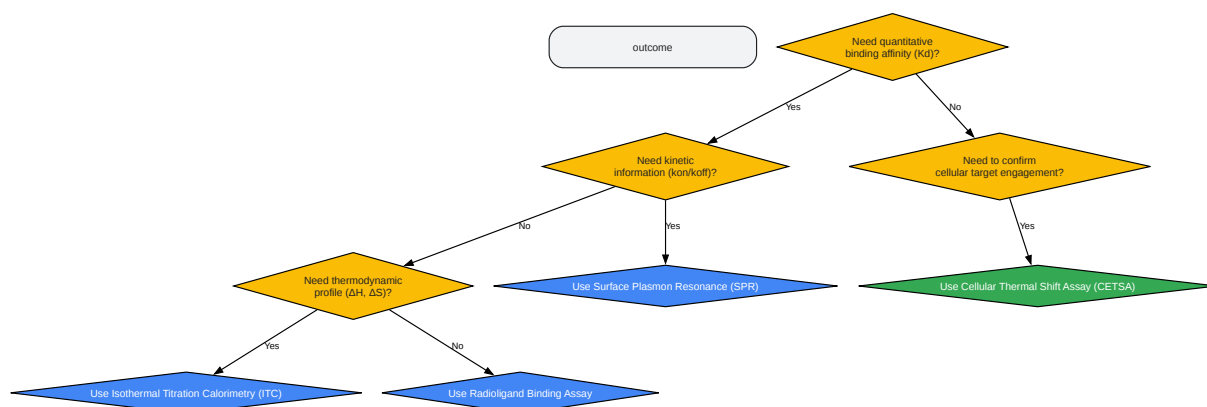 outcome
Need quantitative
binding affinity (Kd)?
Yes
No
Need kinetic
information (kon/koff)?
Need to confirm
cellular target engagement?
No
Yes
Yes
Need thermodynamic
profile (ΔH, ΔS)?
Use Surface Plasmon Resonance (SPR)
Use Cellular Thermal Shift Assay (CETSA)
Yes
No
Use Isothermal Titration Calorimetry (ITC)
Use Radioligand Binding Assay